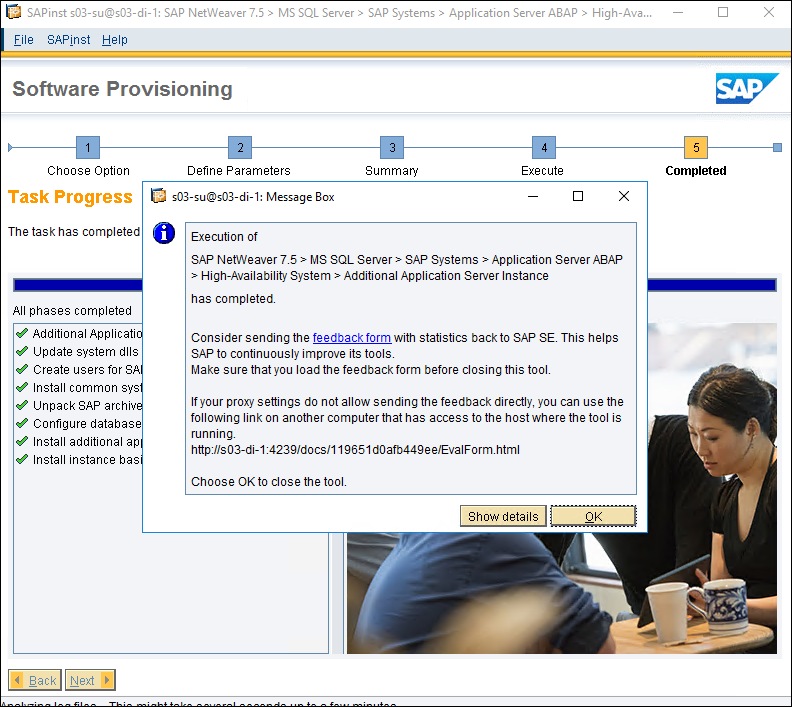 SAPinst s03-su@s03-di-1: SAP NetWeaver 7.5 > MS SQL Server > SAP Systems > Application Server ABAP > High-Ava...
File SAPinst Help
Software Provisioning
SAP
1 2 3 4 5
Choose Option Define Parameters Summary Execute Completed
Task Progress
The task has completed
All phases completed
Additional Applicatio
Update system dlls
Create users for SA
Install common syst
Unpack SAP archive
Configure database
Install additional app
Install instance basi
s03-su@s03-di-1: Message Box
Execution of
SAP NetWeaver 7.5 > MS SQL Server > SAP Systems > Application Server ABAP
> High-Availability System > Additional Application Server Instance
has completed.
Consider sending the feedback form with statistics back to SAP SE. This helps
SAP to continuously improve its tools.
Make sure that you load the feedback form before closing this tool.
If your proxy settings do not allow sending the feedback directly, you can use the
following link on another computer that has access to the host where the tool is
running.
http://s03-di-1:4239/docs/119651d0afb449ee/EvalForm.html
Choose OK to close the tool.
Show details OK
Back Next
Analyzing log files... This might take several seconds up to a few minutes.